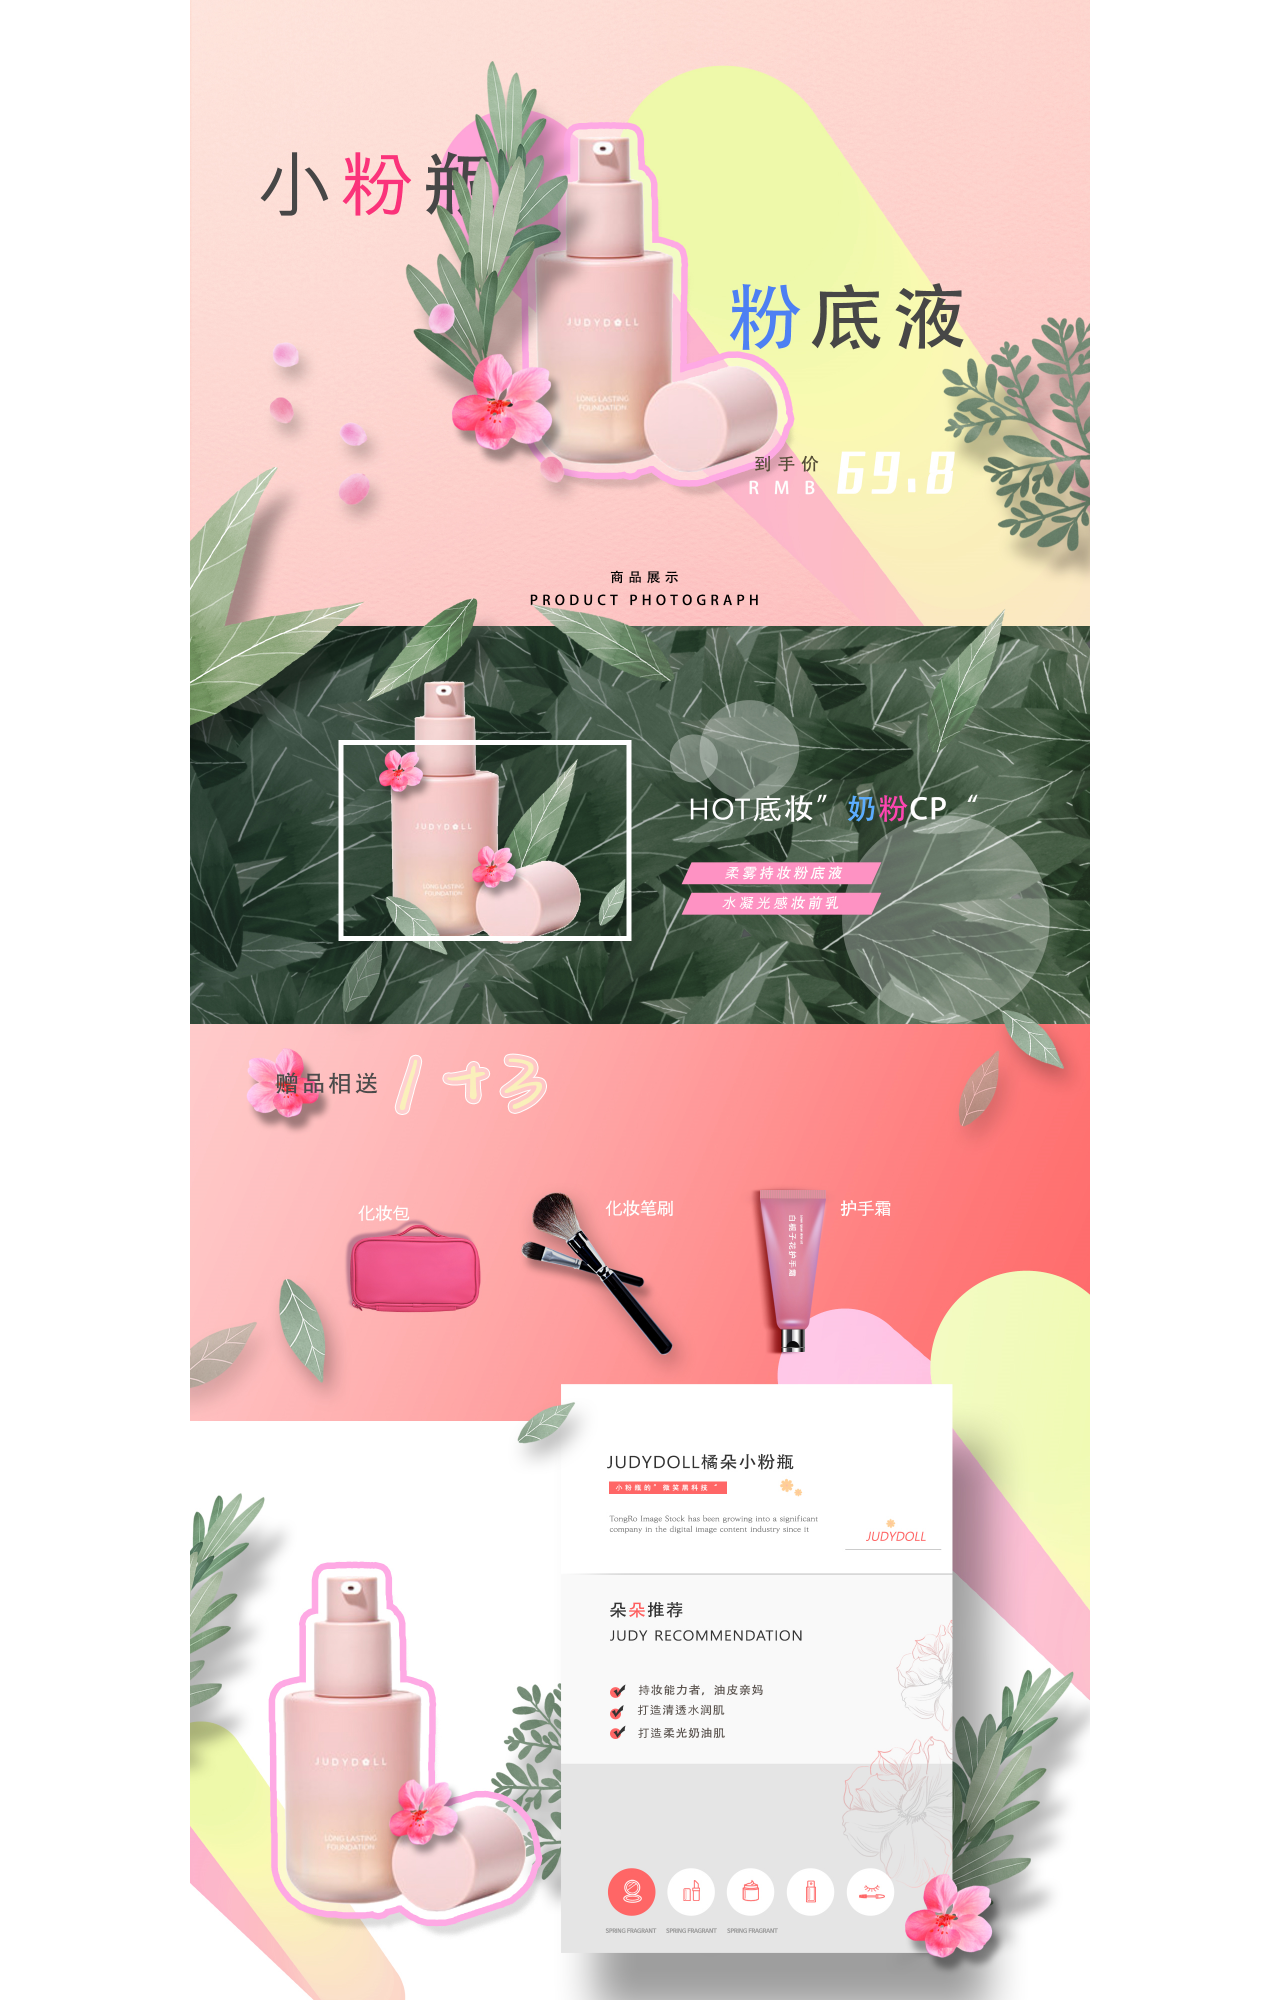 小粉瓶
JUDYDOLL
粉底液
LONG LASTING
FOUNDATION
到手价
RMB 69.8
商品展示
PRODUCT PHOTOGRAPH
HOT底妆”奶粉CP“
JUDYDOLL
LONG LASTING
FOUNDATION
柔雾持妆粉底液
水凝光感妆前乳
赠品相送 1+3
化妆包
化妆笔刷
护手霜
白栀子花护手霜
JUDYDOLL橘朵小粉瓶
小粉瓶的”微笑黑科技“
TongRo Image Stock has been growing into a significant
company in the digital image content industry since it
JUDYDOLL
朵朵推荐
JUDY RECOMMENDATION
持妆能力者，油皮亲妈
打造清透水润肌
打造柔光奶油肌
JUDYDOLL
LONG LASTING
FOUNDATION
SPRING FRAGRANT SPRING FRAGRANT SPRING FRAGRANT